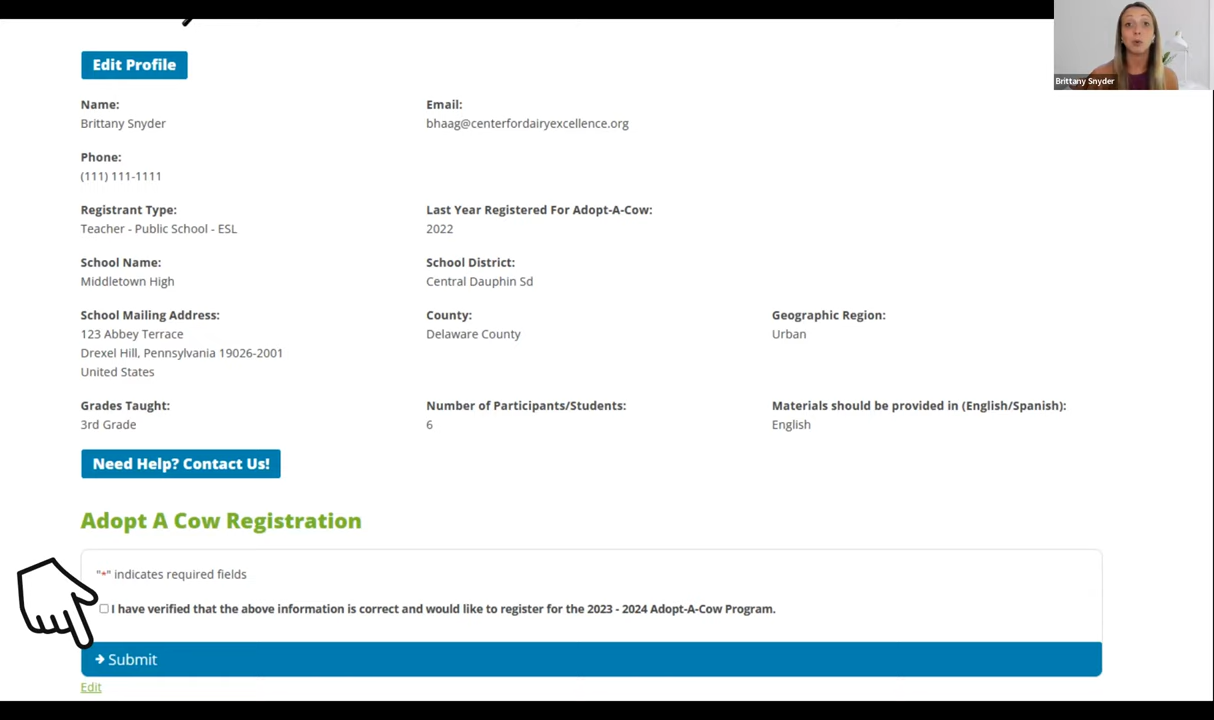 Brittany Snyder
Edit Profile
Name:
Brittany Snyder
Email:
bhaag@centerfordairyexcellence.org
Phone:
(111) 111-1111
Registrant Type:
Teacher - Public School - ESL
Last Year Registered For Adopt-A-Cow:
2022
School Name:
Middletown High
School District:
Central Dauphin Sd
School Mailing Address:
123 Abbey Terrace
Drexel Hill, Pennsylvania 19026-2001
United States
County:
Delaware County
Geographic Region:
Urban
Grades Taught:
3rd Grade
Number of Participants/Students:
6
Materials should be provided in (English/Spanish):
English
Need Help? Contact Us!
Adopt A Cow Registration
"*" indicates required fields
I have verified that the above information is correct and would like to register for the 2023 - 2024 Adopt-A-Cow Program.
Submit
Edit